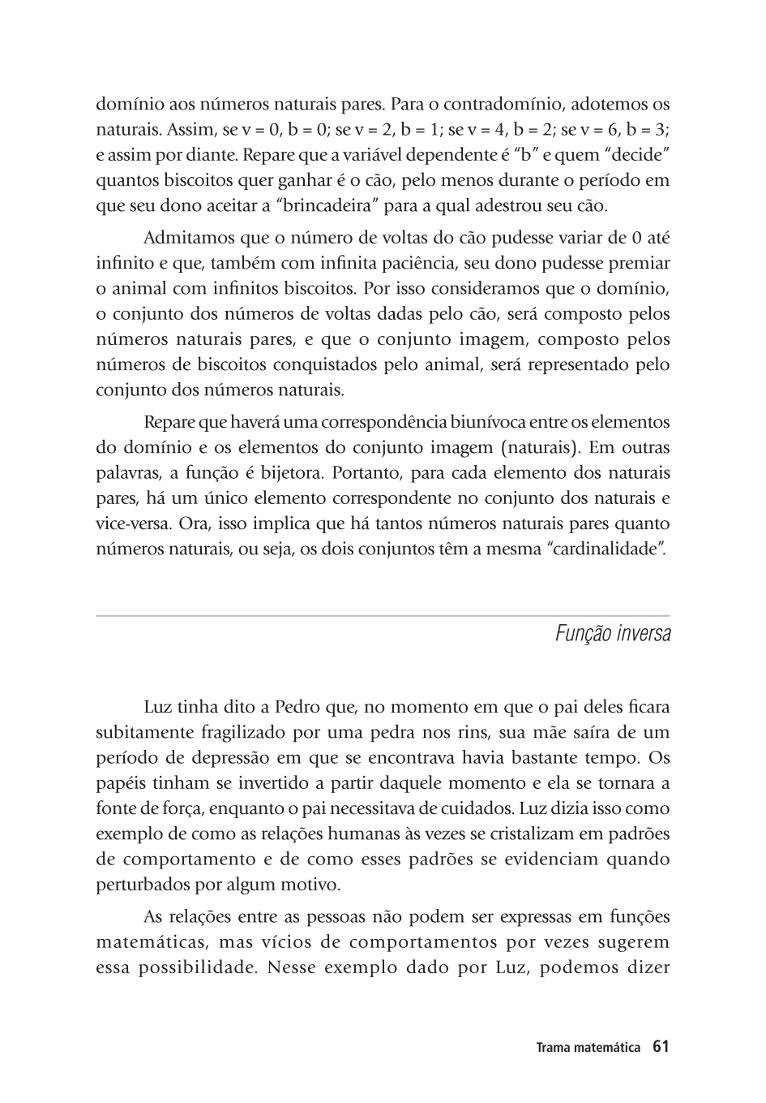 domínio aos números naturais pares. Para o contradomínio, adotemos os
naturais. Assim, se v = 0, b = 0; se v = 2, b = 1; se v = 4, b = 2; se v = 6, b = 3;
e assim por diante. Repare que a variável dependente é “b” e quem “decide”
quantos biscoitos quer ganhar é o cão, pelo menos durante o período em
que seu dono aceitar a “brincadeira” para a qual adestrou seu cão.
Admitamos que o número de voltas do cão pudesse variar de 0 até
infinito e que, também com infinita paciência, seu dono pudesse premiar
o animal com infinitos biscoitos. Por isso consideramos que o domínio,
o conjunto dos números de voltas dadas pelo cão, será composto pelos
números naturais pares, e que o conjunto imagem, composto pelos
números de biscoitos conquistados pelo animal, será representado pelo
conjunto dos números naturais.
Repare que haverá uma correspondência biunívoca entre os elementos
do domínio e os elementos do conjunto imagem (naturais). Em outras
palavras, a função é bijetora. Portanto, para cada elemento dos naturais
pares, há um único elemento correspondente no conjunto dos naturais e
vice-versa. Ora, isso implica que há tantos números naturais pares quanto
números naturais, ou seja, os dois conjuntos têm a mesma “cardinalidade”.
Função inversa
Luz tinha dito a Pedro que, no momento em que o pai deles ficara
subitamente fragilizado por uma pedra nos rins, sua mãe saíra de um
período de depressão em que se encontrava havia bastante tempo. Os
papéis tinham se invertido a partir daquele momento e ela se tornara a
fonte de força, enquanto o pai necessitava de cuidados. Luz dizia isso como
exemplo de como as relações humanas às vezes se cristalizam em padrões
de comportamento e de como esses padrões se evidenciam quando
perturbados por algum motivo.
As relações entre as pessoas não podem ser expressas em funções
matemáticas, mas vícios de comportamentos por vezes sugerem
essa possibilidade. Nesse exemplo dado por Luz, podemos dizer
Trama matemática 61